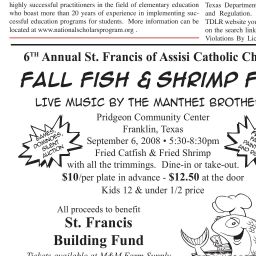 highly successful practitioners in the field of elementary education
who boast more than 20 years of experience in implementing suc-
cessful education programs for students. More information can be
located at www.nationalscholarsprogram.org .
Texas Departmen
and Regulation.
TDLR website you
on the search link
Violations By Lic
6TH Annual St. Francis of Assisi Catholic Ch
FALL FISH & SHRIMP F
LIVE MUSIC BY THE MANTHEI BROTHE
Pridgeon Community Center
Franklin, Texas
September 6, 2008 • 5:30-8:30pm
Fried Catfish & Fried Shrimp
with all the trimmings. Dine-in or take-out.
$10/per plate in advance - $12.50 at the door
Kids 12 & under 1/2 price
SILENT
AUCTION
All proceeds to benefit
St. Francis
Building Fund
Tickets available at M&M Farm Supply